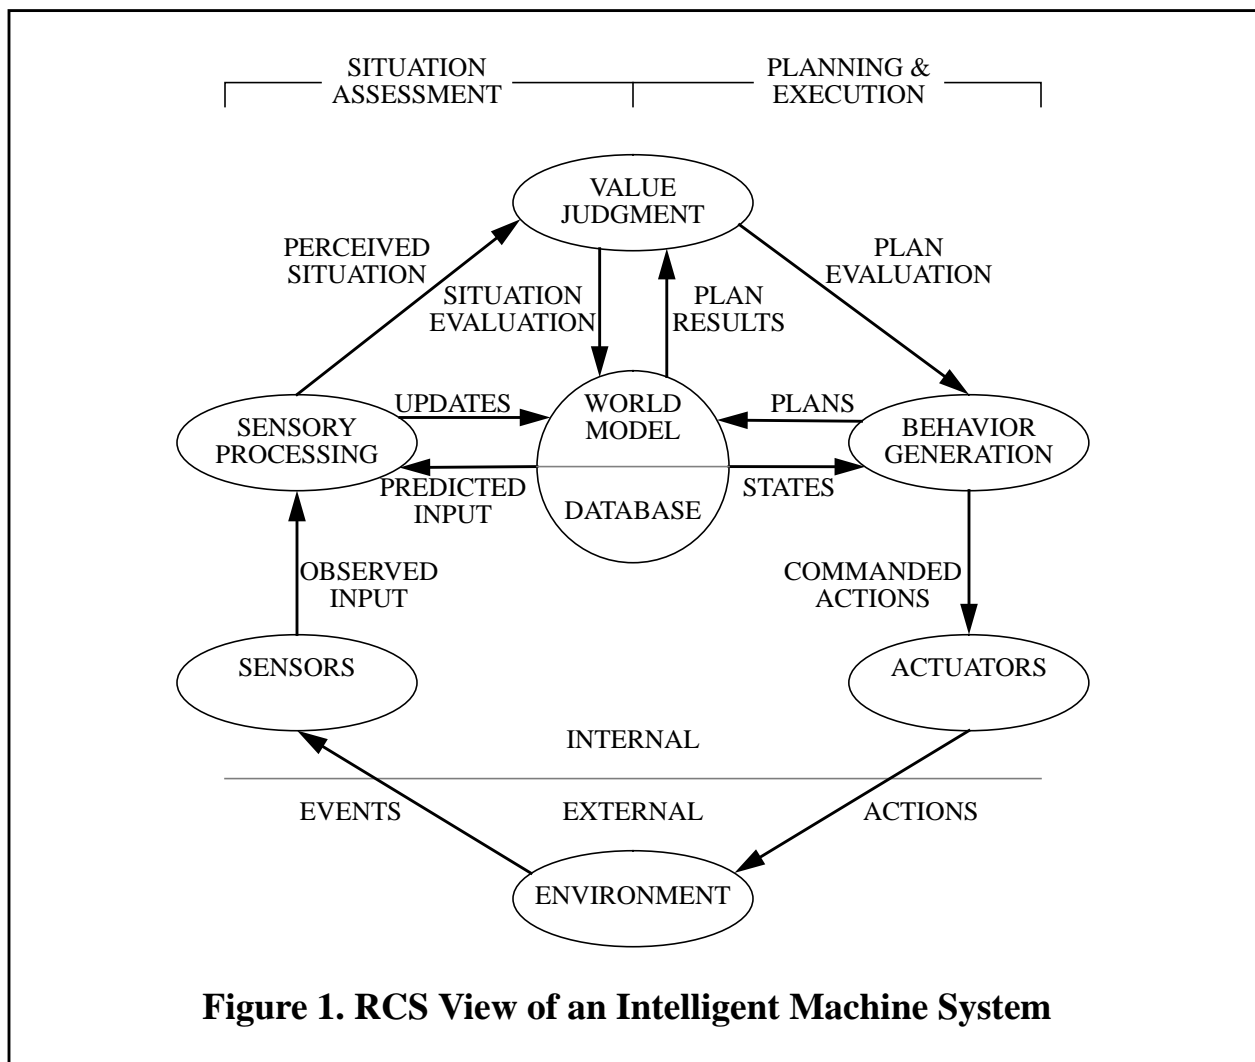 SITUATION
ASSESSMENT
PLANNING &
EXECUTION
VALUE
JUDGMENT
PERCEIVED
SITUATION
PLAN
EVALUATION
SITUATION
EVALUATION
PLAN
RESULTS
UPDATES
WORLD
MODEL
PLANS
SENSORY
PROCESSING
BEHAVIOR
GENERATION
PREDICTED
INPUT
DATABASE
STATES
OBSERVED
INPUT
COMMANDED
ACTIONS
SENSORS
ACTUATORS
INTERNAL
EVENTS
EXTERNAL
ACTIONS
ENVIRONMENT
Figure 1. RCS View of an Intelligent Machine System